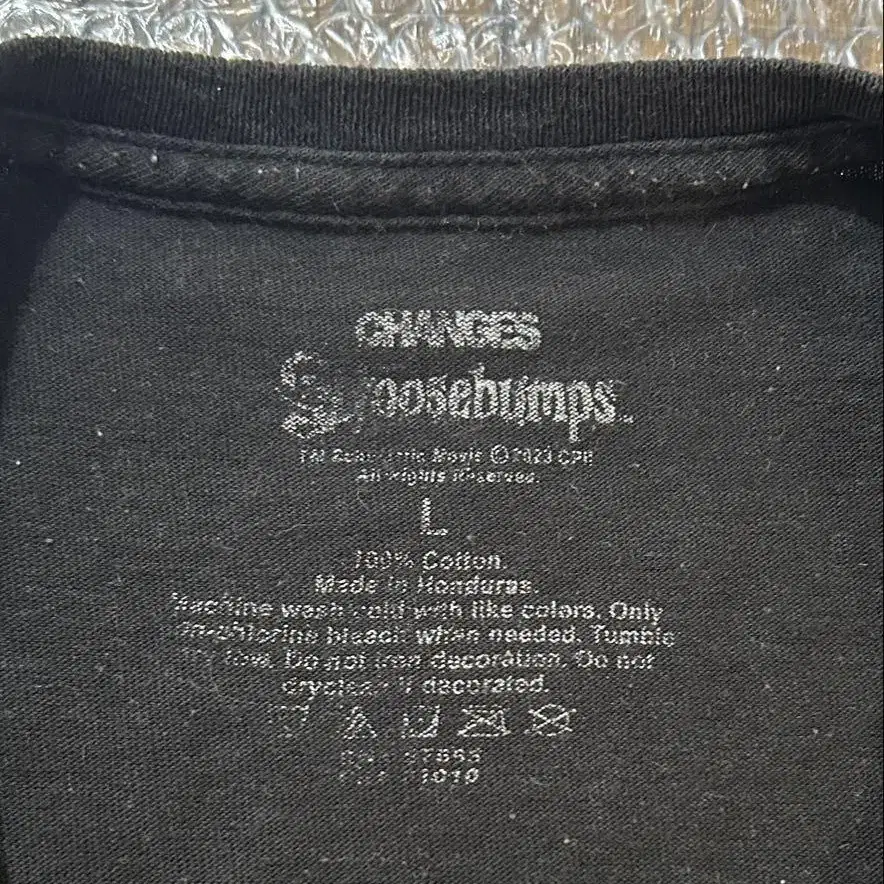 CHANGES
Goosebumps
TM Scholastic Movie © 2023 CPII
All Rights Reserved.
L
100% Cotton.
Made in Honduras.
Machine wash cold with like colors. Only
non-chlorine bleach when needed. Tumble
dry low. Do not iron decoration. Do not
dryclean if decorated.